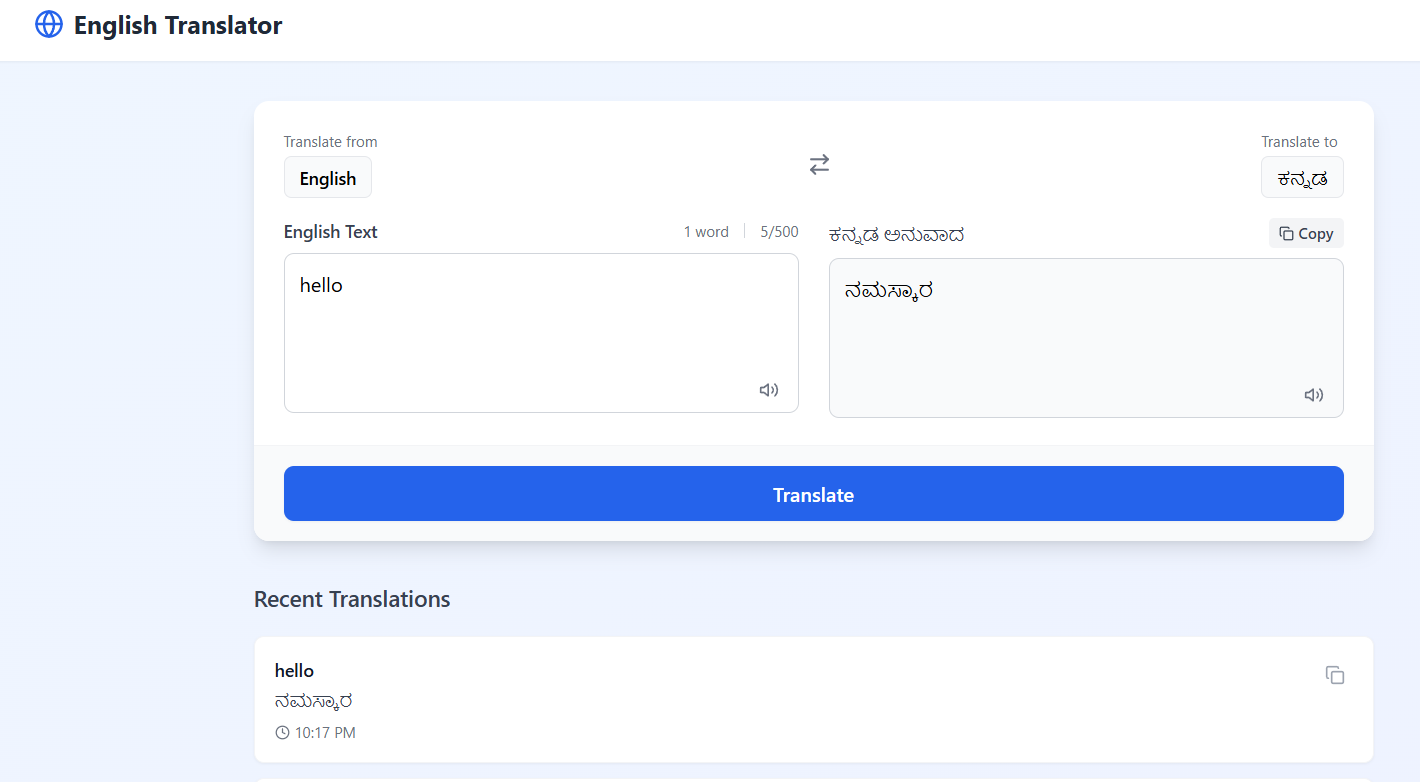 English Translator
Translate from
Translate to
English
ಕನ್ನಡ
English Text
1 word
5/500
ಕನ್ನಡ ಅನುವಾದ
Copy
hello
ನಮಸ್ಕಾರ
Translate
Recent Translations
hello
ನಮಸ್ಕಾರ
10:17 PM